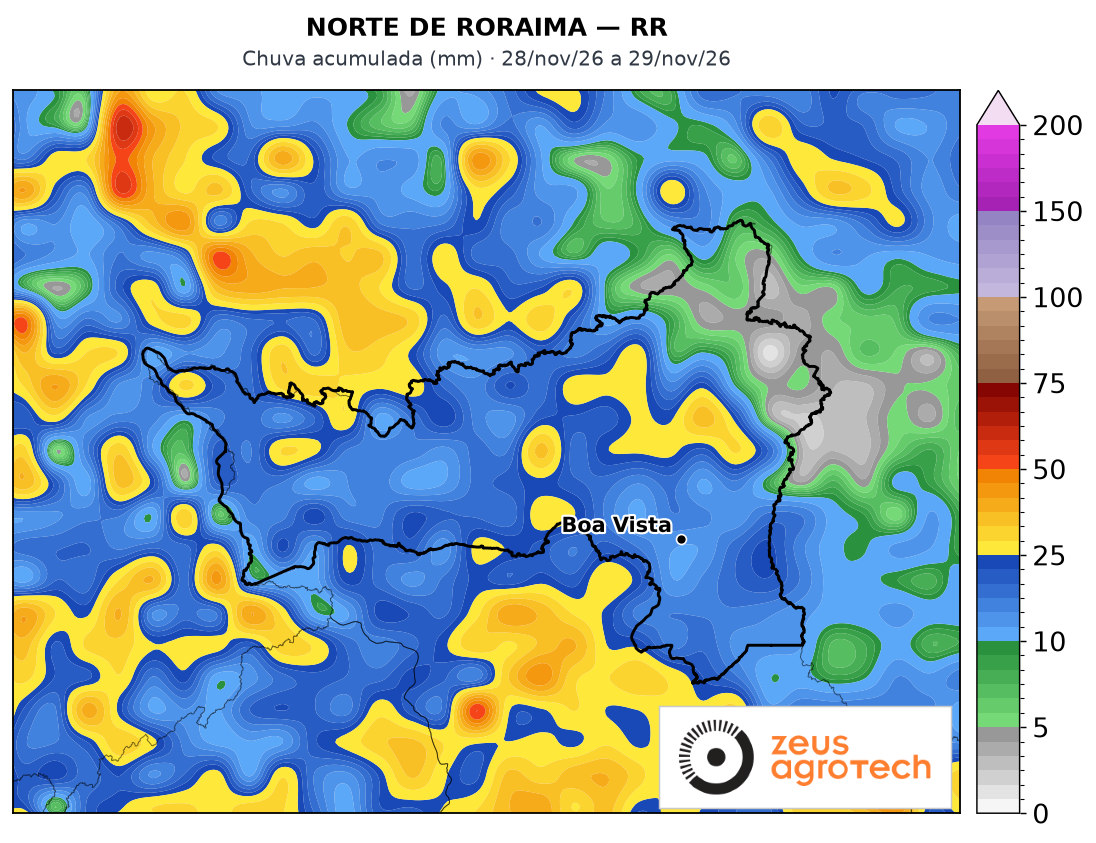 NORTE DE RORAIMA — RR
Chuva acumulada (mm) · 28/nov/26 a 29/nov/26
200
150
100
75
50
25
10
5
0
Boa Vista
zeus
agrotech